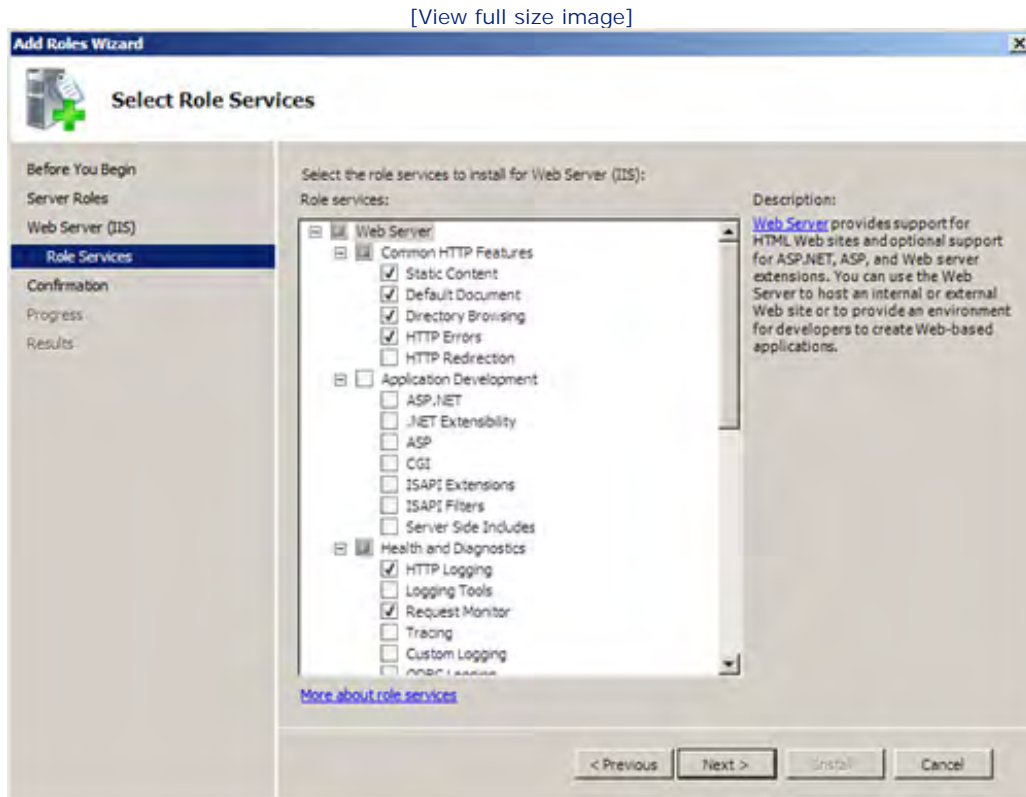 [View full size image]
Add Roles Wizard
Select Role Services
Before You Begin
Server Roles
Web Server (IIS)
Role Services
Confirmation
Progress
Results
Select the role services to install for Web Server (IIS):
Role services:
Web Server
Common HTTP Features
Static Content
Default Document
Directory Browsing
HTTP Errors
HTTP Redirection
Application Development
ASP.NET
.NET Extensibility
ASP
CGI
ISAPI Extensions
ISAPI Filters
Server Side Includes
Health and Diagnostics
HTTP Logging
Logging Tools
Request Monitor
Tracing
Custom Logging
ODBC Logging
More about role services
Description:
Web Server provides support for
HTML Web sites and optional support
for ASP.NET, ASP, and Web server
extensions. You can use the Web
Server to host an internal or external
Web site or to provide an environment
for developers to create Web-based
applications.
< Previous
Next >
Install
Cancel